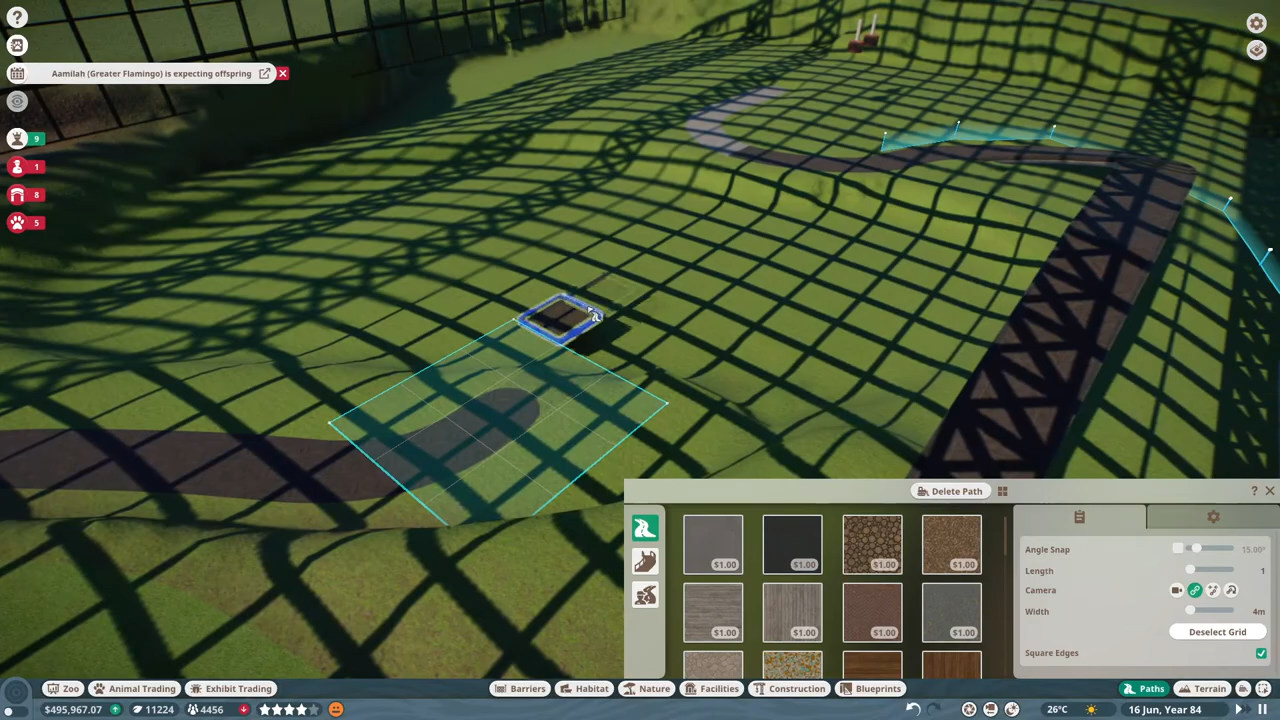 ?
Aamilah (Greater Flamingo) is expecting offspring
9
1
8
5
Delete Path
?
$1.00
$1.00
$1.00
$1.00
$1.00
$1.00
$1.00
$1.00
Angle Snap
15.00°
Length
1
Camera
Width
4m
Deselect Grid
Square Edges
Zoo
Animal Trading
Exhibit Trading
Barriers
Habitat
Nature
Facilities
Construction
Blueprints
Paths
Terrain
$495,967.07
11224
4456
26°C
16 Jun, Year 84